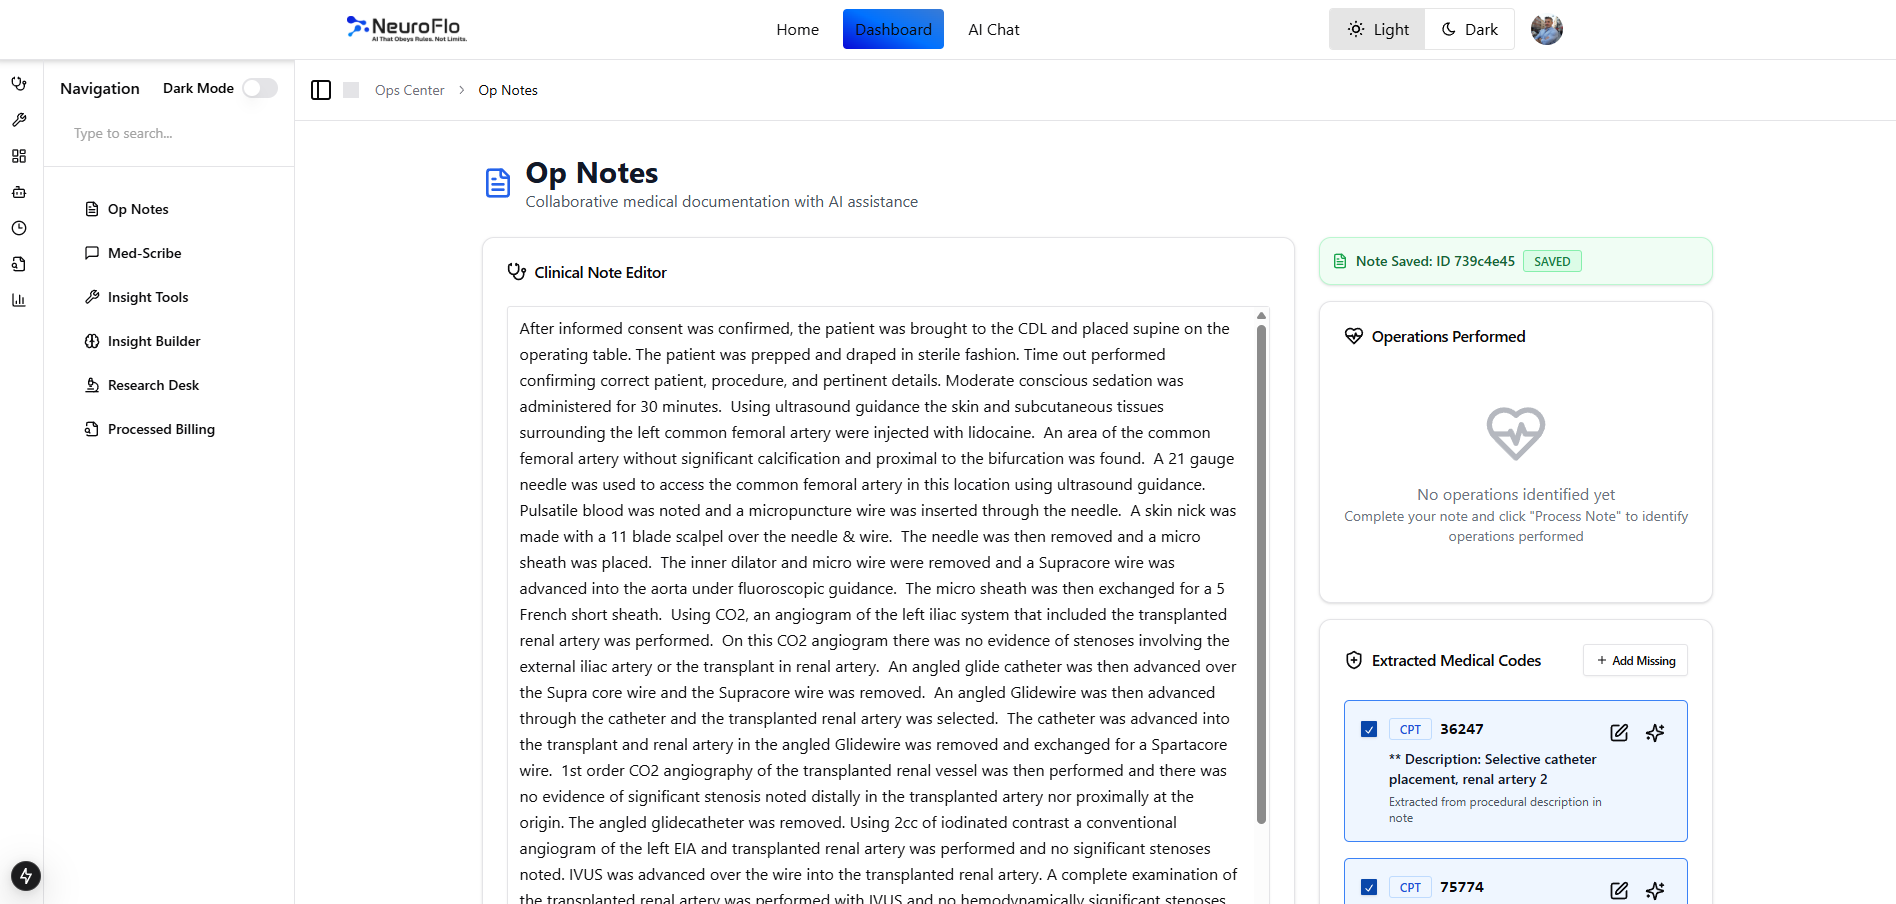 NeuroFlo
AI That Obeys Rules. Not Limits.
Home
Dashboard
AI Chat
Light
Dark
Navigation
Dark Mode
Type to search...
Op Notes
Med-Scribe
Insight Tools
Insight Builder
Research Desk
Processed Billing
Ops Center
Op Notes
Op Notes
Collaborative medical documentation with AI assistance
Clinical Note Editor
After informed consent was confirmed, the patient was brought to the CDL and placed supine on the
operating table. The patient was prepped and draped in sterile fashion. Time out performed
confirming correct patient, procedure, and pertinent details. Moderate conscious sedation was
administered for 30 minutes.  Using ultrasound guidance the skin and subcutaneous tissues
surrounding the left common femoral artery were injected with lidocaine.  An area of the common
femoral artery without significant calcification and proximal to the bifurcation was found.  A 21 gauge
needle was used to access the common femoral artery in this location using ultrasound guidance.
Pulsatile blood was noted and a micropuncture wire was inserted through the needle.  A skin nick was
made with a 11 blade scalpel over the needle & wire.  The needle was then removed and a micro
sheath was placed.  The inner dilator and micro wire were removed and a Supracore wire was
advanced into the aorta under fluoroscopic guidance.  The micro sheath was then exchanged for a 5
French short sheath.  Using CO2, an angiogram of the left iliac system that included the transplanted
renal artery was performed.  On this CO2 angiogram there was no evidence of stenoses involving the
external iliac artery or the transplant in renal artery.  An angled glide catheter was then advanced over
the Supra core wire and the Supracore wire was removed.  An angled Glidewire was then advanced
through the catheter and the transplanted renal artery was selected.  The catheter was advanced into
the transplant and renal artery in the angled Glidewire was removed and exchanged for a Spartacore
wire.  1st order CO2 angiography of the transplanted renal vessel was then performed and there was
no evidence of significant stenosis noted distally in the transplanted artery nor proximally at the
origin. The angled glidecatheter was removed. Using 2cc of iodinated contrast a conventional
angiogram of the left EIA and transplanted renal artery was performed and no significant stenoses
noted. IVUS was advanced over the wire into the transplanted renal artery. A complete examination of
the transplanted renal artery was performed with IVUS and no hemodynamically significant stenoses
Note Saved: ID 739c4e45
SAVED
Operations Performed
No operations identified yet
Complete your note and click "Process Note" to identify
operations performed
Extracted Medical Codes
+ Add Missing
CPT 36247
** Description: Selective catheter
placement, renal artery 2
Extracted from procedural description in
note
CPT 75774